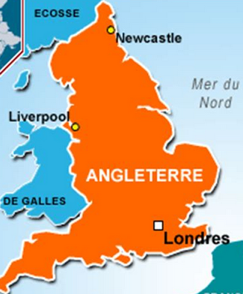 ECOSSE
Newcastle
Mer du
Nord
Liverpool
ANGLETERRE
DE GALLES
Londres